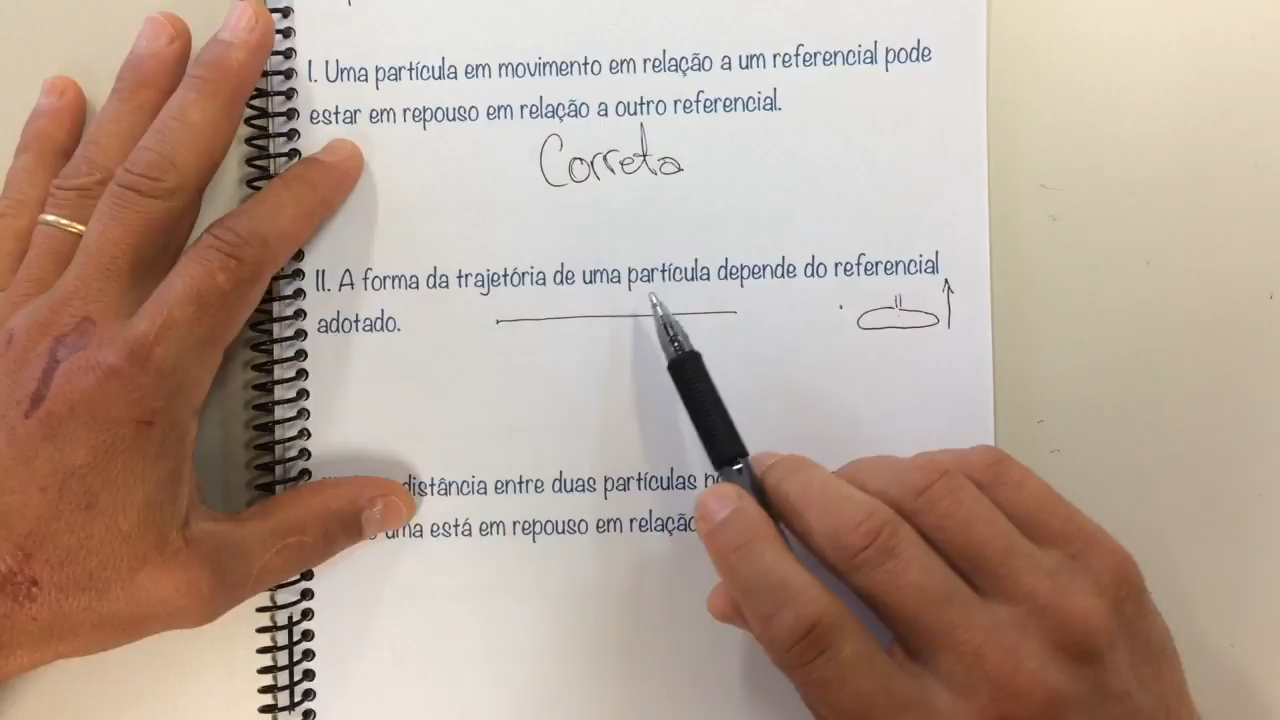 I. Uma partícula em movimento em relação a um referencial pode
estar em repouso em relação a outro referencial.
Correta
II. A forma da trajetória de uma partícula depende do referencial
adotado.
distância entre duas partículas
uma está em repouso em relação